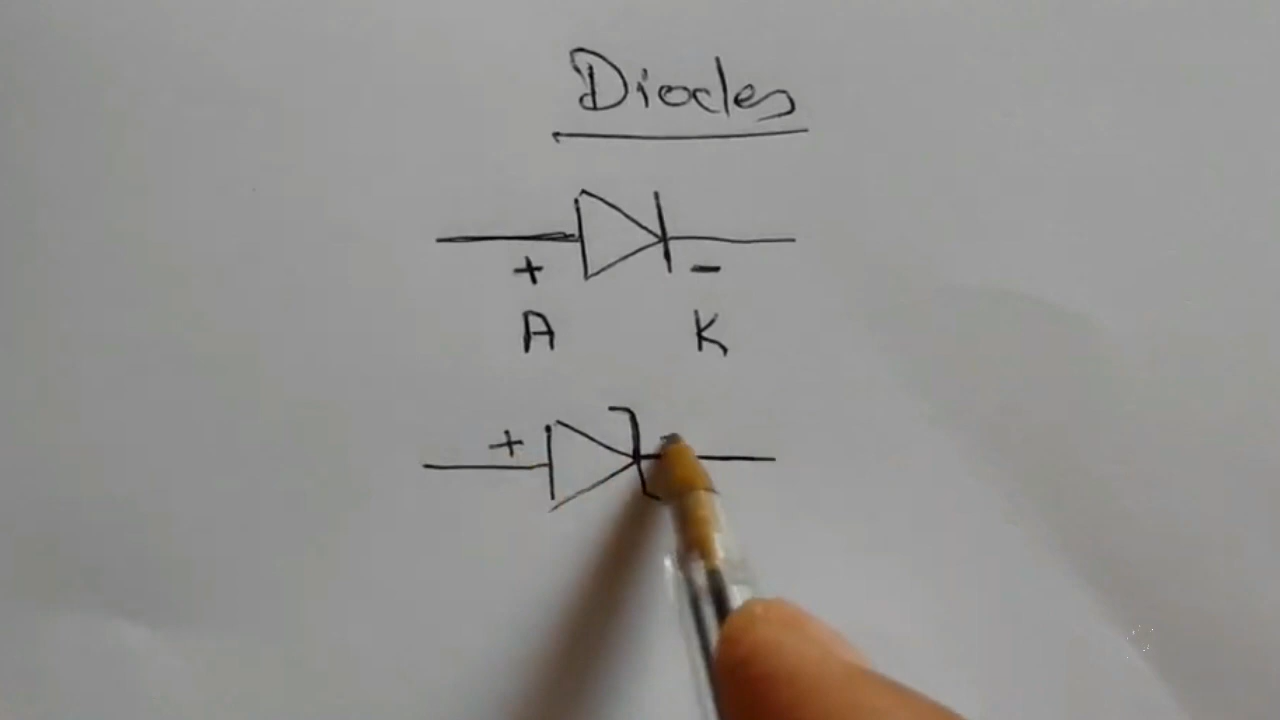 Diodes
+ -
A K
+